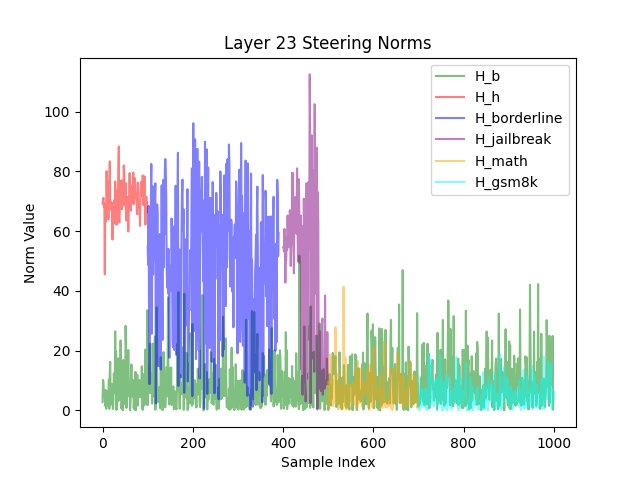 Layer 23 Steering Norms
H_b
H_h
H_borderline
H_jailbreak
H_math
H_gsm8k
Norm Value
100
80
60
40
20
0
0 200 400 600 800 1000
Sample Index